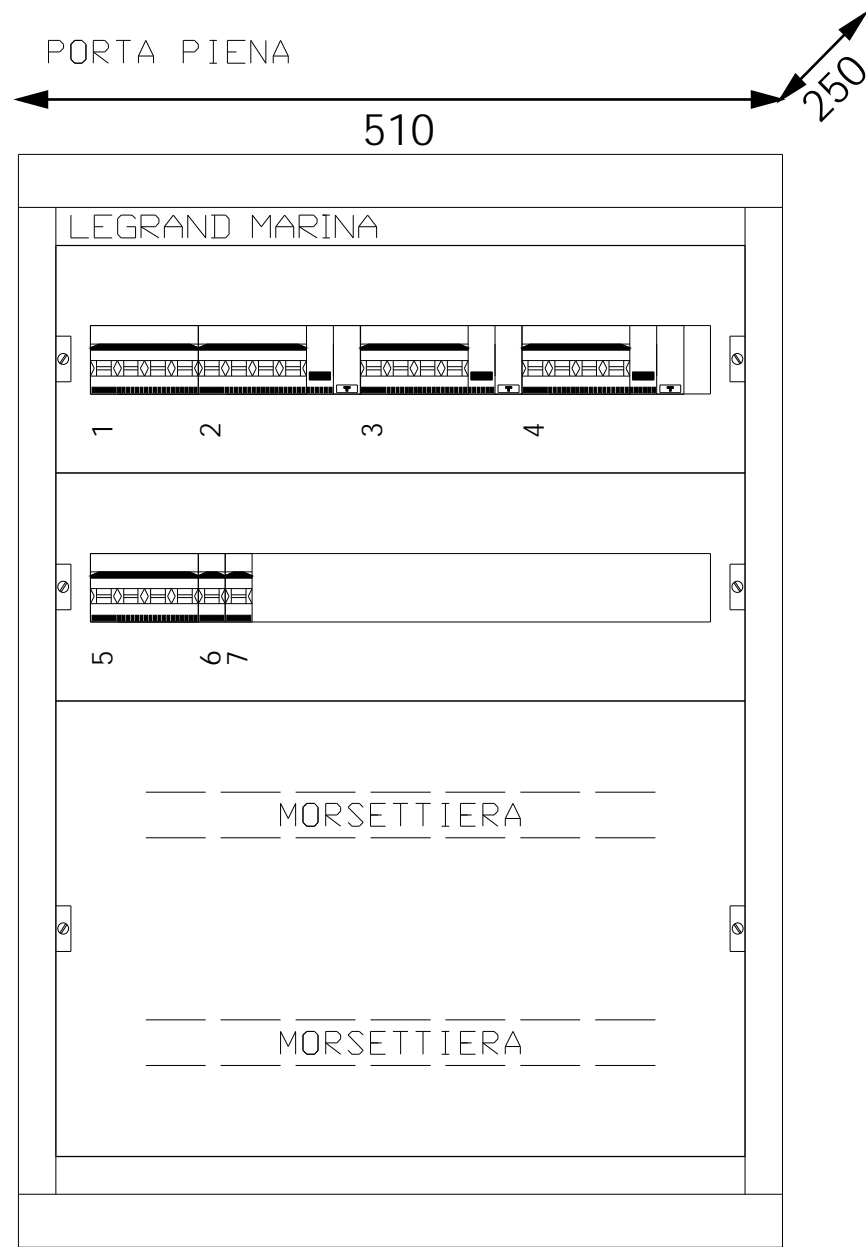 PORTA PIENA
250
510
LEGRAND MARINA
1 2 3 4
5 6 7
MORSETTIERA
MORSETTIERA